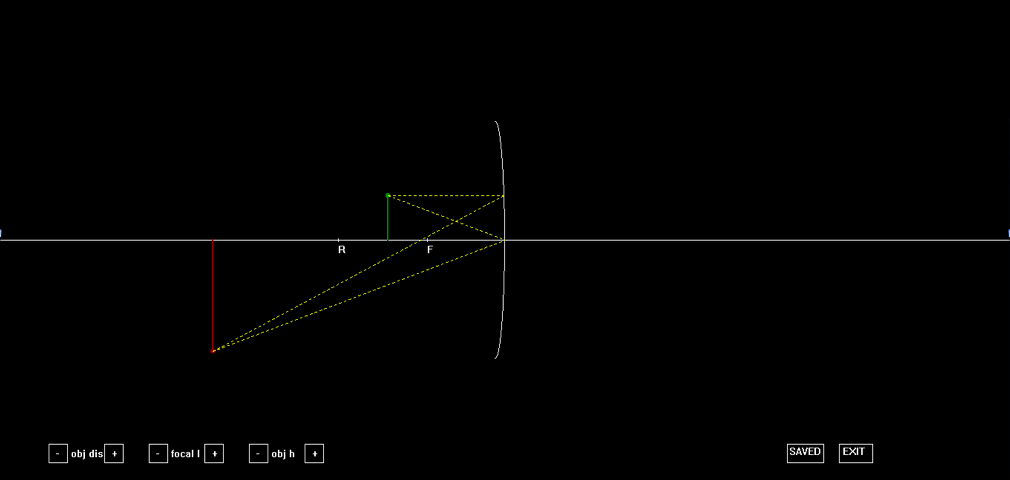 R F
- obj dis + - focal l + - obj h + SAVED EXIT